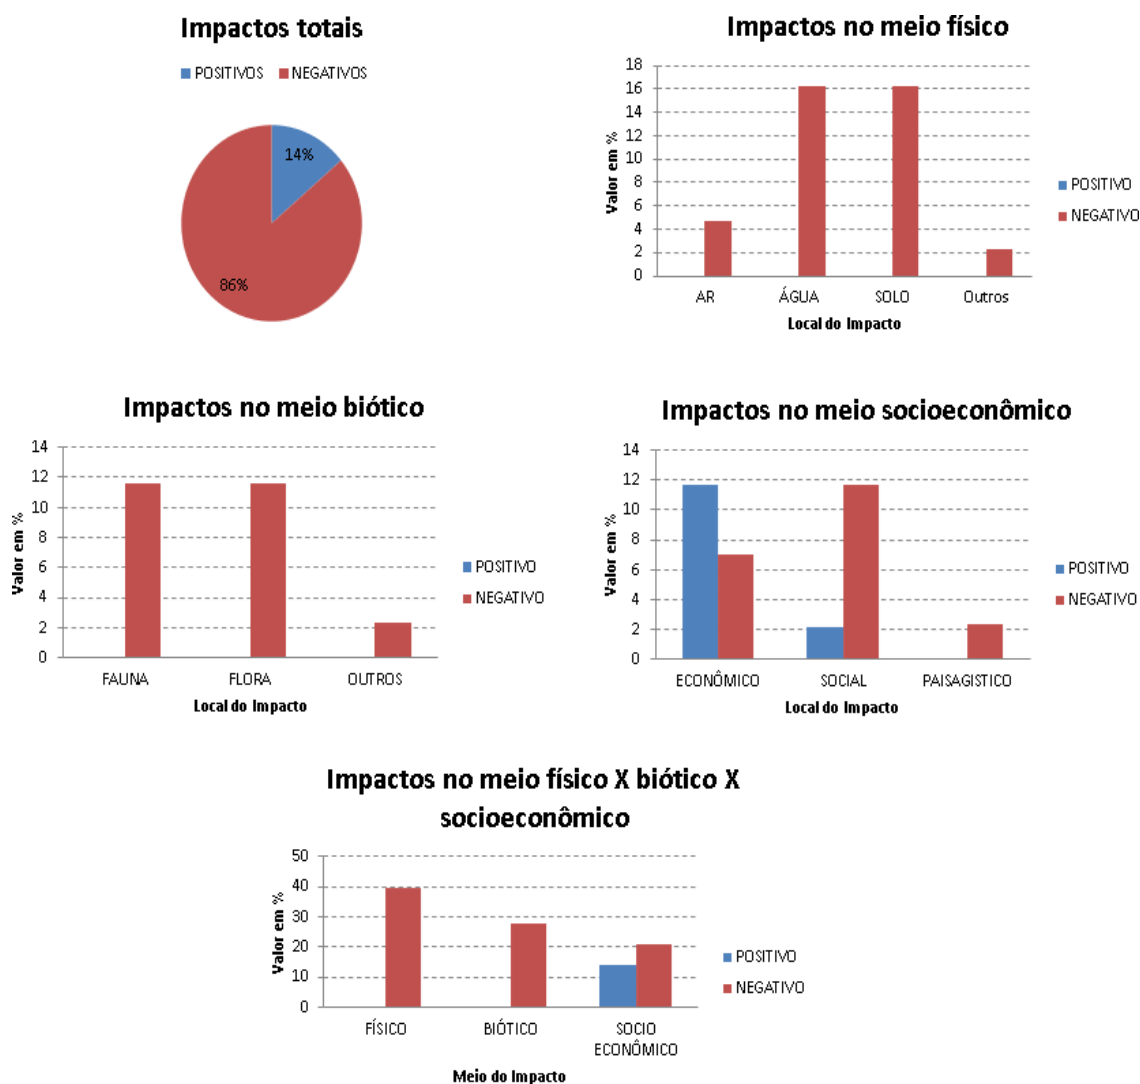 Impactos totais
POSITIVOS NEGATIVOS
14%
86%
Impactos no meio físico
Valor em %
18
16
14
12
10
8
6
4
2
0
AR ÁGUA SOLO Outros
Local do Impacto
POSITIVO
NEGATIVO
Impactos no meio biótico
Valor em %
14
12
10
8
6
4
2
0
FAUNA FLORA OUTROS
Local do Impacto
POSITIVO
NEGATIVO
Impactos no meio socioeconômico
Valor em %
14
12
10
8
6
4
2
0
ECONÔMICO SOCIAL PAISAGISTICO
Local do Impacto
POSITIVO
NEGATIVO
Impactos no meio físico X biótico X
socioeconômico
Valor em %
50
40
30
20
10
0
FÍSICO BIÓTICO SOCIO
ECONÔMICO
Meio do Impacto
POSITIVO
NEGATIVO